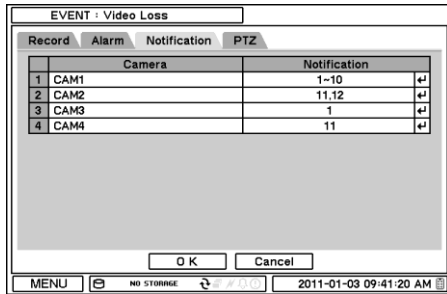 EVENT : Video Loss
Record Alarm Notification PTZ
Camera Notification
1 CAM1 1~10
2 CAM2 11,12
3 CAM3 1
4 CAM4 11
OK Cancel
MENU NO STORAGE 2011-01-03 09:41:20 AM